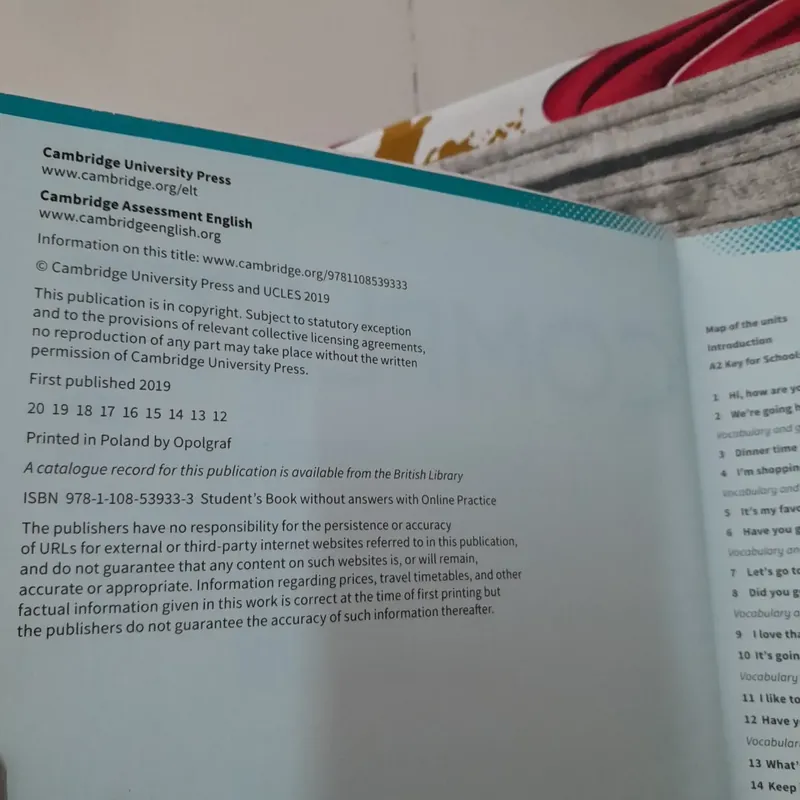 Cambridge University Press
www.cambridge.org/elt
Cambridge Assessment English
www.cambridgeenglish.org
Information on this title: www.cambridge.org/9781108539333
© Cambridge University Press and UCLES 2019
This publication is in copyright. Subject to statutory exception
and to the provisions of relevant collective licensing agreements,
no reproduction of any part may take place without the written
permission of Cambridge University Press.
First published 2019
20 19 18 17 16 15 14 13 12
Printed in Poland by Opolgraf
A catalogue record for this publication is available from the British Library
ISBN 978-1-108-53933-3 Student's Book without answers with Online Practice
The publishers have no responsibility for the persistence or accuracy
of URLs for external or third-party internet websites referred to in this publication,
and do not guarantee that any content on such websites is, or will remain,
accurate or appropriate. Information regarding prices, travel timetables, and other
factual information given in this work is correct at the time of first printing but
the publishers do not guarantee the accuracy of such information thereafter.
Map of the units
Introduction
A2 Key for Schools
1 Hi, how are
2 We're going
Vocabulary and
3 Dinner time
4 I'm
Vocabulary and
5 It's my
6 Have you
Vocabulary
7 Let's go to
8 Did you
Vocabulary
9 I love
10 It's
Vocabulary
11 I like to
12 Have
13 What'
14 Keep